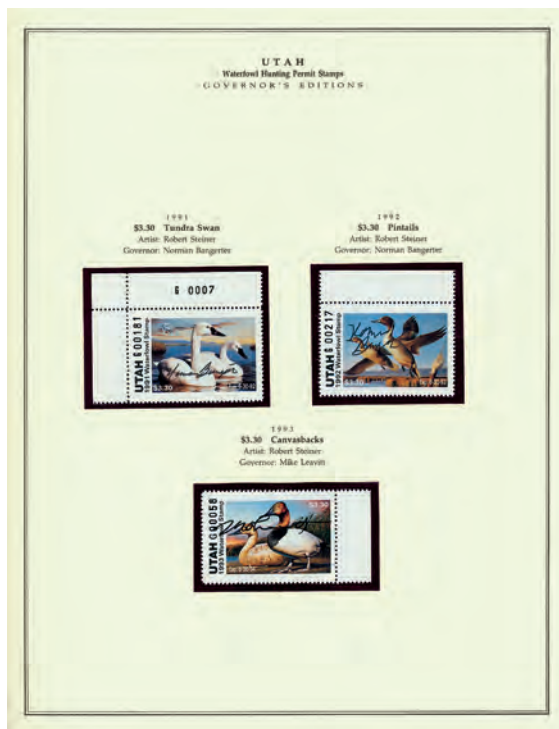 UTAH
Waterfowl Hunting Permit Stamps
GOVERNOR'S EDITIONS
1991
$3.30 Tundra Swan
Artist: Robert Steiner
Governor: Norman Bangerter
G 0007
UTAH G 00181
1991 Waterfowl Stamp
$3.30
1992
$3.30 Pintails
Artist: Robert Steiner
Governor: Norman Bangerter
UTAH G 00217
1992 Waterfowl Stamp
$3.30
1993
$3.30 Canvasbacks
Artist: Robert Steiner
Governor: Mike Leavitt
UTAH G 00058
1993 Waterfowl Stamp
$3.30